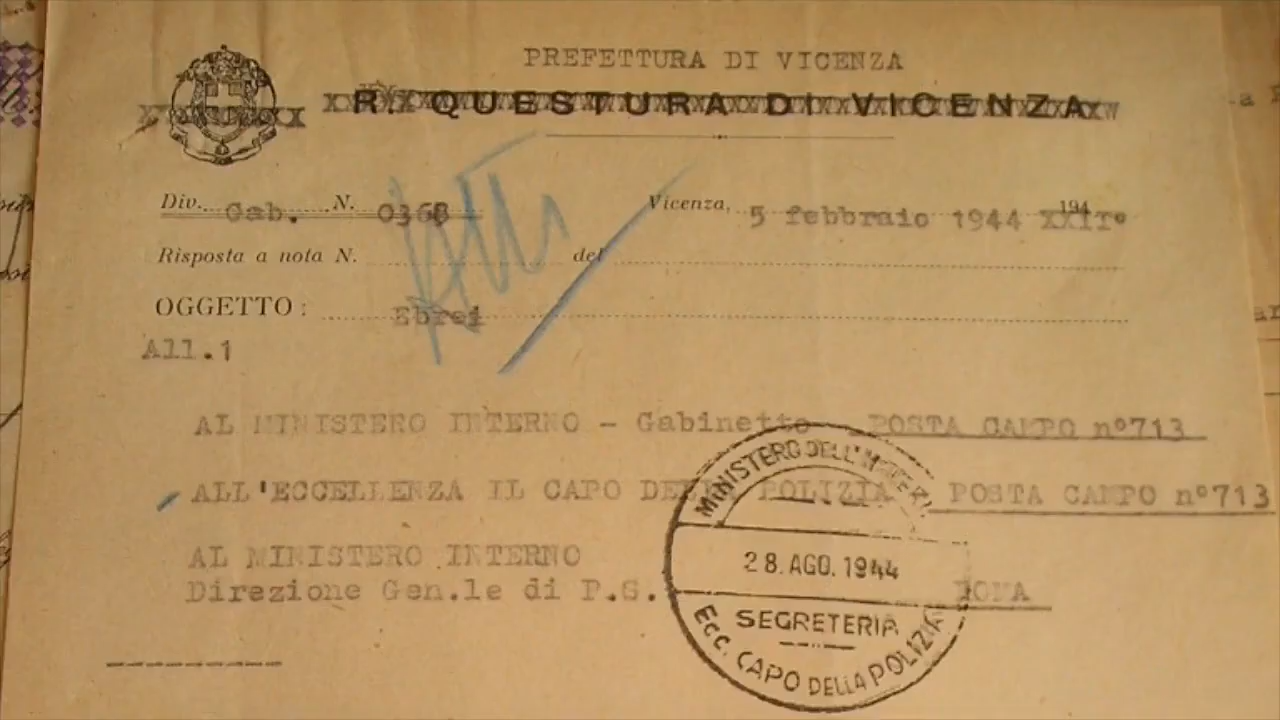 PREFETTURA DI VICENZA
R. QUESTURA DI VICENZA
Div. Gab. N. 0368 Vicenza, 5 febbraio 1944 XXII°
Risposta a nota N. del
OGGETTO: Ebrei
All.1
AL MINISTERO INTERNO - Gabinetto - POSTA CAMPO n°713
ALL'ECCELLENZA IL CAPO DELLA POLIZIA POSTA CAMPO n°713
AL MINISTERO INTERNO
Direzione Gen.le di P.S. ROMA
MINISTERO DELL'INTERNO
28.AGO.1944
SEGRETERIA
ECC. CAPO DELLA POLIZIA